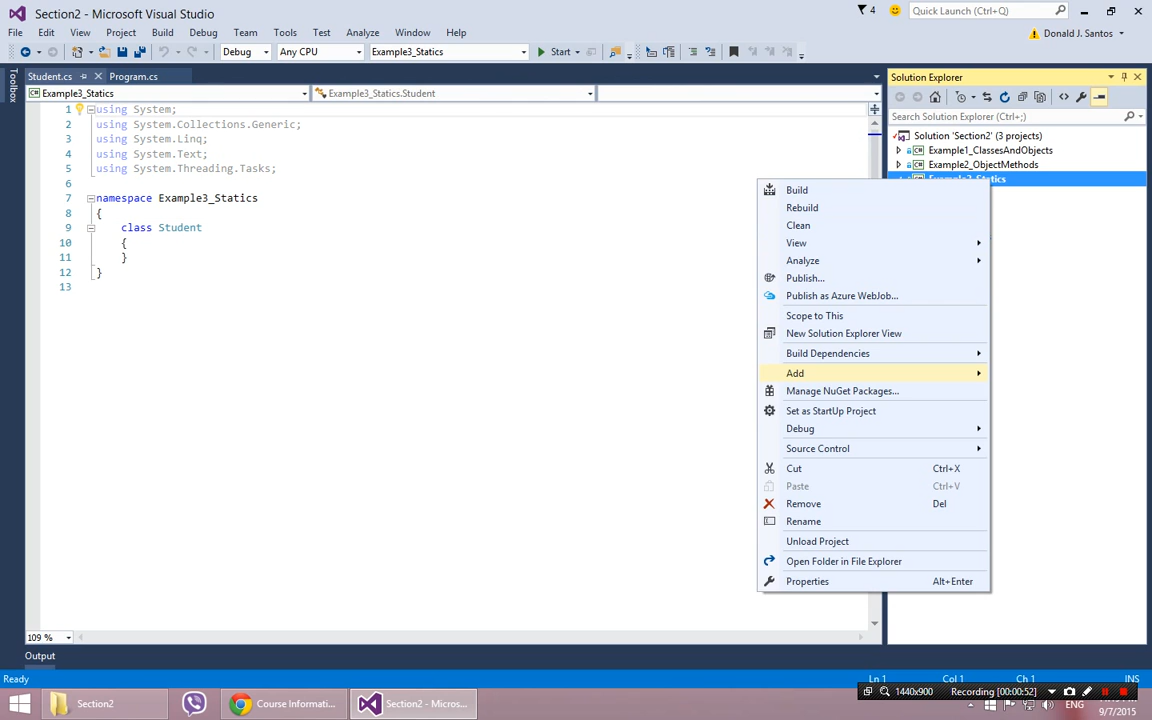 Section2 - Microsoft Visual Studio
4
Quick Launch (Ctrl+Q)
File Edit View Project Build Debug Team Tools Test Analyze Window Help
Donald J. Santos
Debug Any CPU Example3_Statics Start
Toolbox
Student.cs Program.cs
Example3_Statics Example3_Statics.Student
1 using System;
2 using System.Collections.Generic;
3 using System.Linq;
4 using System.Text;
5 using System.Threading.Tasks;
6
7 namespace Example3_Statics
8 {
9 class Student
10 {
11 }
12 }
13
Solution Explorer
Search Solution Explorer (Ctrl+;)
Solution 'Section2' (3 projects)
Example1_ClassesAndObjects
Example2_ObjectMethods
Example3_Statics
Build
Rebuild
Clean
View
Analyze
Publish...
Publish as Azure WebJob...
Scope to This
New Solution Explorer View
Build Dependencies
Add
Manage NuGet Packages...
Set as StartUp Project
Debug
Source Control
Cut Ctrl+X
Paste Ctrl+V
Remove Del
Rename
Unload Project
Open Folder in File Explorer
Properties Alt+Enter
109 %
Output
Ready Ln 1 Col 1 Ch 1 INS
1440x900 Recording [00:00:52]
Section2
Course Informati...
Section2 - Micros...
ENG
9/7/2015